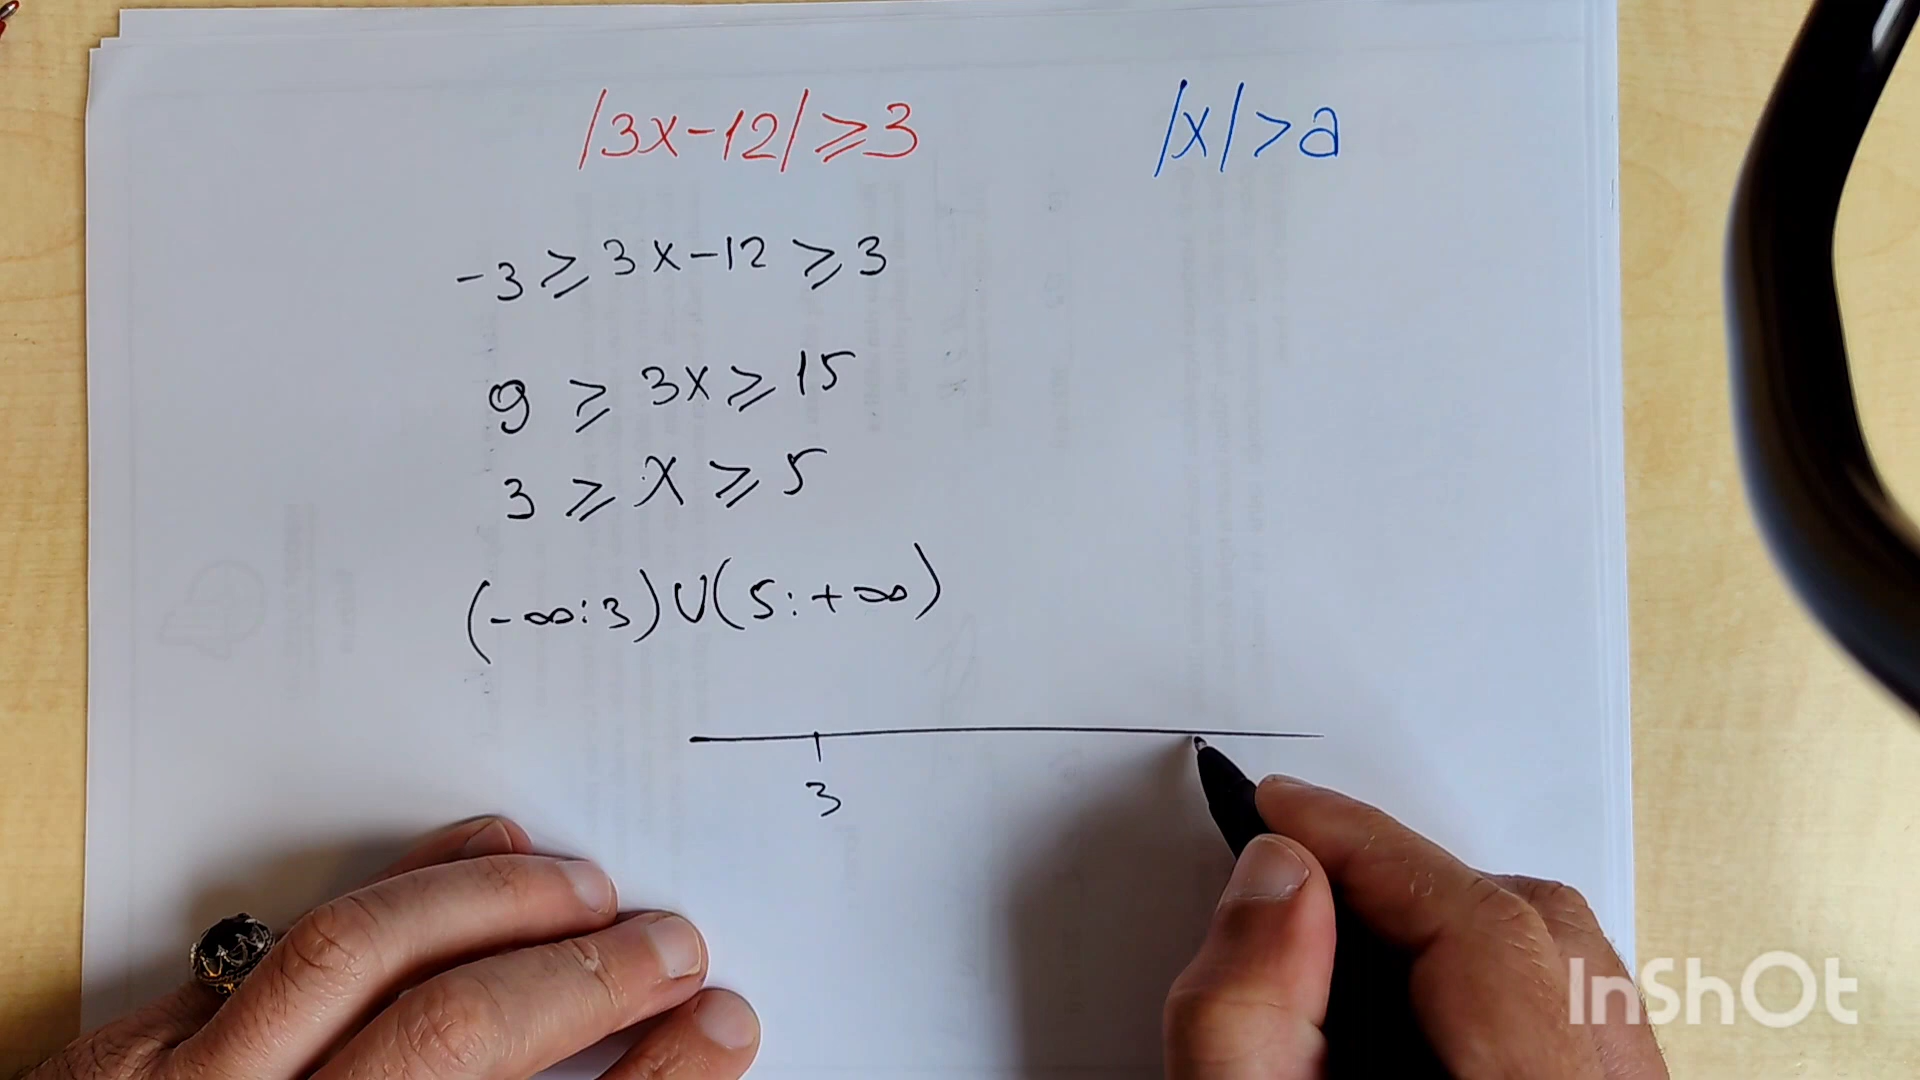 |3x-12|≥3
|x|>a
-3≥3x-12≥3
9≥3x≥15
3≥x≥5
(-∞:3)∪(5:+∞)
3
InShOt